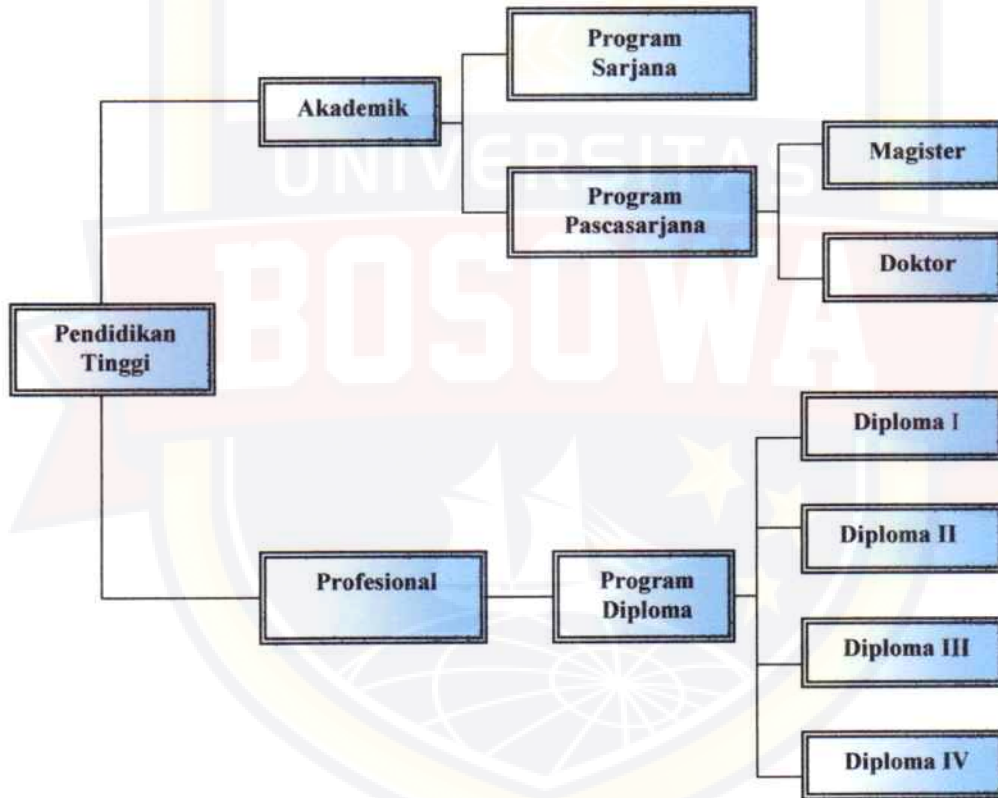 Program
Sarjana
Akademik
Magister
Program
Pascasarjana
Doktor
Pendidikan
Tinggi
Diploma I
Diploma II
Profesional
Program
Diploma
Diploma III
Diploma IV
UNIVERSITAS
BOSOWA